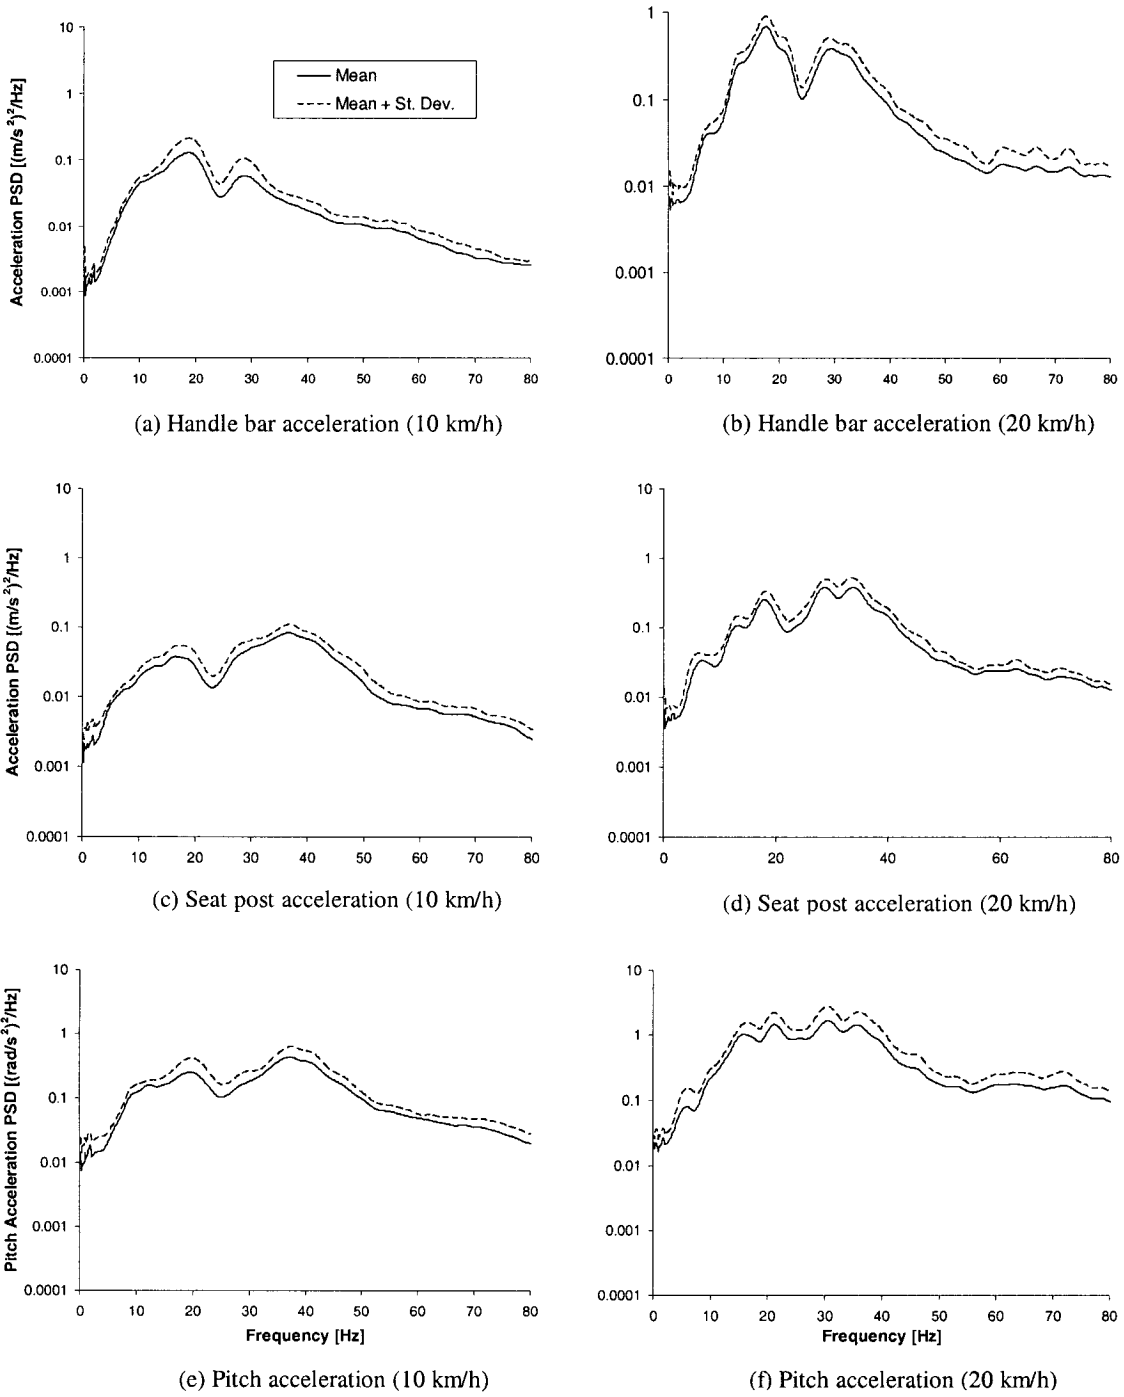 10
1
0.1
0.01
0.001
0.0001
Acceleration PSD [(m/s²)²/Hz]
Mean
Mean + St. Dev.
0 10 20 30 40 50 60 70 80
(a) Handle bar acceleration (10 km/h)
1
0.1
0.01
0.001
0.0001
0 10 20 30 40 50 60 70 80
(b) Handle bar acceleration (20 km/h)
10
1
0.1
0.01
0.001
0.0001
Acceleration PSD [(m/s²)²/Hz]
0 10 20 30 40 50 60 70 80
(c) Seat post acceleration (10 km/h)
10
1
0.1
0.01
0.001
0.0001
0 20 40 60 80
(d) Seat post acceleration (20 km/h)
10
1
0.1
0.01
0.001
0.0001
Pitch Acceleration PSD [(rad/s²)²/Hz]
0 10 20 30 40 50 60 70 80
Frequency [Hz]
(e) Pitch acceleration (10 km/h)
10
1
0.1
0.01
0.001
0.0001
0 10 20 30 40 50 60 70 80
Frequency [Hz]
(f) Pitch acceleration (20 km/h)